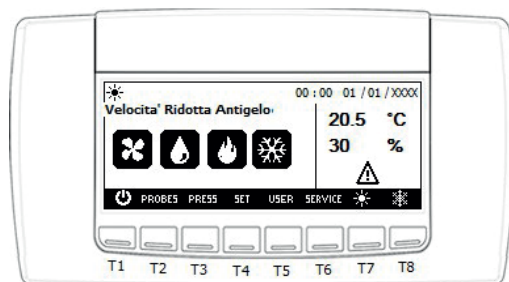 00 : 00 01 / 01 / XXXX
Velocita' Ridotta Antigelo
20.5 °C
30 %
PROBES PRESS SET USER SERVICE
T1 T2 T3 T4 T5 T6 T7 T8